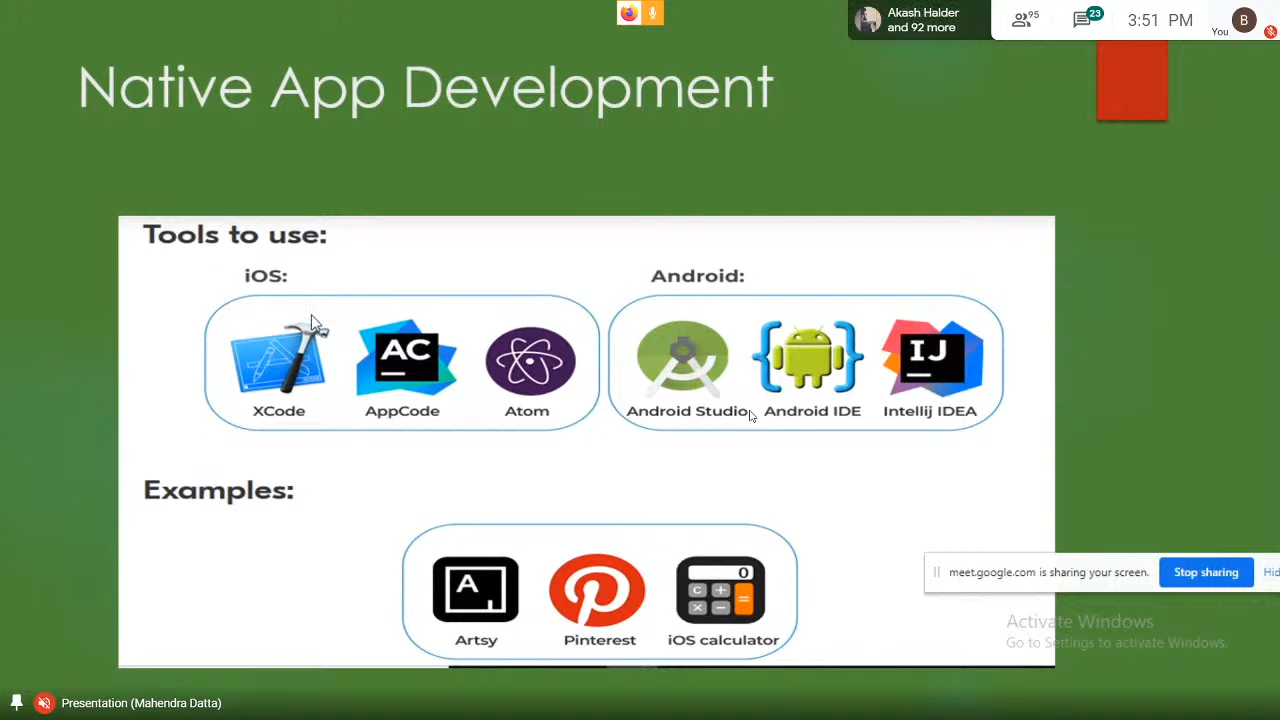 Akash Halder
and 92 more
95
23
3:51 PM
You
B
Native App Development
Tools to use:
iOS:
Android:
AC
IJ
XCode
AppCode
Atom
Android Studio
Android IDE
Intellij IDEA
Examples:
A
0
C + = X −
Artsy
Pinterest
iOS calculator
meet.google.com is sharing your screen.
Stop sharing
Hid
Activate Windows
Go to Settings to activate Windows.
Presentation (Mahendra Datta)